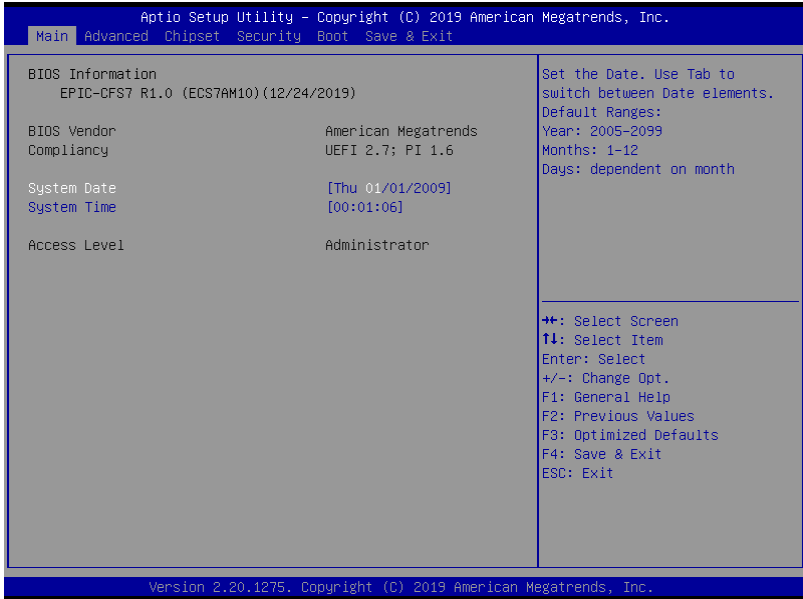 Aptio Setup Utility – Copyright (C) 2019 American Megatrends, Inc.
Main Advanced Chipset Security Boot Save & Exit
BIOS Information
EPIC-CFS7 R1.0 (ECS7AM10)(12/24/2019)
BIOS Vendor American Megatrends
Compliancy UEFI 2.7; PI 1.6
System Date [Thu 01/01/2009]
System Time [00:01:06]
Access Level Administrator
Set the Date. Use Tab to
switch between Date elements.
Default Ranges:
Year: 2005-2099
Months: 1-12
Days: dependent on month
→←: Select Screen
↑↓: Select Item
Enter: Select
+/-: Change Opt.
F1: General Help
F2: Previous Values
F3: Optimized Defaults
F4: Save & Exit
ESC: Exit
Version 2.20.1275. Copyright (C) 2019 American Megatrends, Inc.